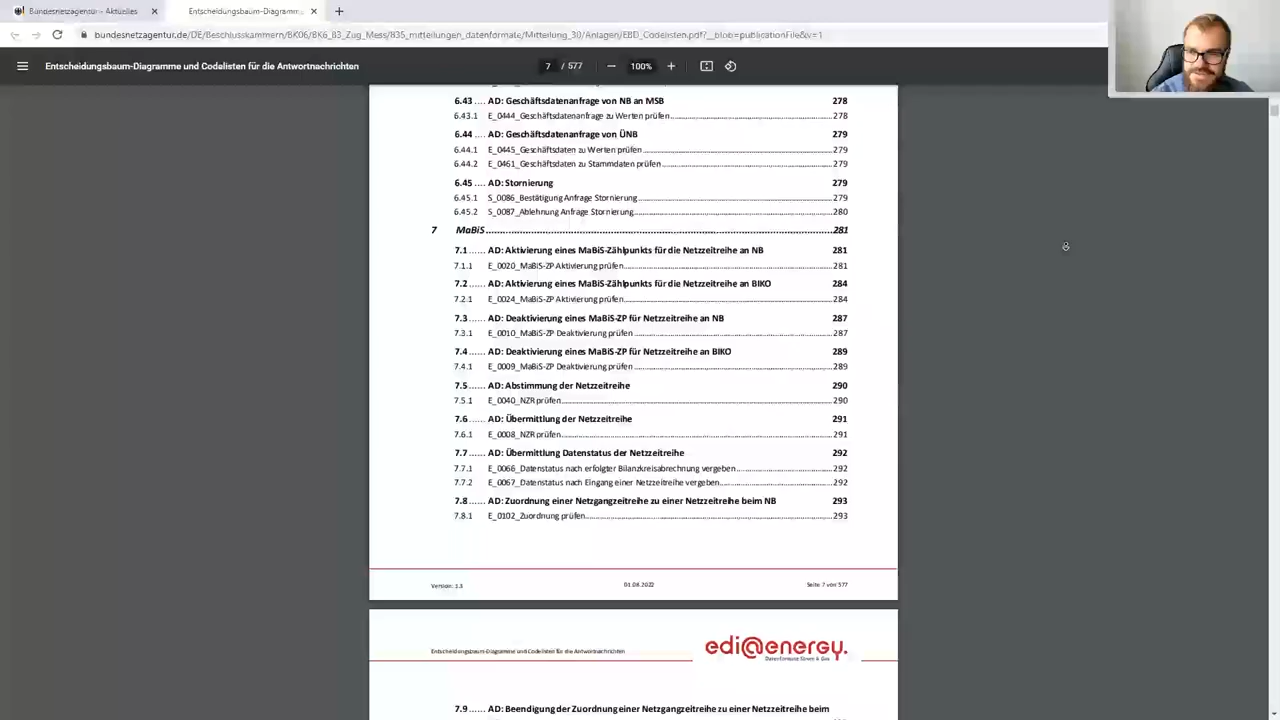 Bundesnetzagentur - Aktuelles
Entscheidungsbaum-Diagramme
bundesnetzagentur.de/DE/Beschlusskammern/BK06/BK6_83_Zug_Mess/835_mitteilungen_datenformate/Mitteilung_30/Anlagen/EBD_Codelisten.pdf?__blob=publicationFile&v=1
Entscheidungsbaum-Diagramme und Codelisten für die Antwortnachrichten
7 / 577
100%
6.43 .... AD: Geschäftsdatenanfrage von NB an MSB 278
6.43.1 E_0444_Geschäftsdatenanfrage zu Werten prüfen 278
6.44 .... AD: Geschäftsdatenanfrage von ÜNB 279
6.44.1 E_0445_Geschäftsdaten zu Werten prüfen 279
6.44.2 E_0461_Geschäftsdaten zu Stammdaten prüfen 279
6.45 .... AD: Stornierung 279
6.45.1 S_0086_Bestätigung Anfrage Stornierung 279
6.45.2 S_0087_Ablehnung Anfrage Stornierung 280
7 MaBiS 281
7.1 ...... AD: Aktivierung eines MaBiS-Zählpunkts für die Netzzeitreihe an NB 281
7.1.1 E_0020_MaBiS-ZP Aktivierung prüfen 281
7.2 ...... AD: Aktivierung eines MaBiS-Zählpunkts für die Netzzeitreihe an BIKO 284
7.2.1 E_0024_MaBiS-ZP Aktivierung prüfen 284
7.3 ...... AD: Deaktivierung eines MaBiS-ZP für Netzzeitreihe an NB 287
7.3.1 E_0010_MaBiS-ZP Deaktivierung prüfen 287
7.4 ...... AD: Deaktivierung eines MaBiS-ZP für Netzzeitreihe an BIKO 289
7.4.1 E_0009_MaBiS-ZP Deaktivierung prüfen 289
7.5 ...... AD: Abstimmung der Netzzeitreihe 290
7.5.1 E_0040_NZR prüfen 290
7.6 ...... AD: Übermittlung der Netzzeitreihe 291
7.6.1 E_0008_NZR prüfen 291
7.7 ...... AD: Übermittlung Datenstatus der Netzzeitreihe 292
7.7.1 E_0066_Datenstatus nach erfolgter Bilanzkreisabrechnung vergeben 292
7.7.2 E_0067_Datenstatus nach Eingang einer Netzzeitreihe vergeben 292
7.8 ...... AD: Zuordnung einer Netzgangzeitreihe zu einer Netzzeitreihe beim NB 293
7.8.1 E_0102_Zuordnung prüfen 293
Version: 1.3 01.08.2022 Seite 7 von 577
Entscheidungsbaum-Diagramme und Codelisten für die Antwortnachrichten
edi@energy.
Datenformate Strom & Gas
7.9 ...... AD: Beendigung der Zuordnung einer Netzgangzeitreihe zu einer Netzzeitreihe beim